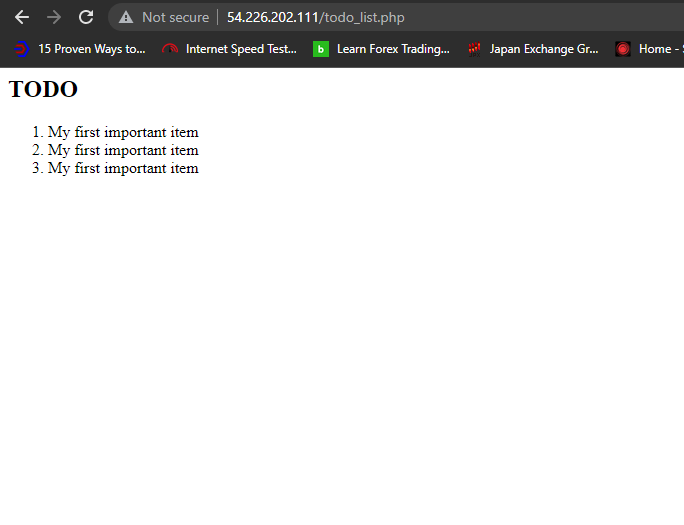 Not secure 54.226.202.111/todo_list.php
15 Proven Ways to... Internet Speed Test... b Learn Forex Trading... Japan Exchange Gr... Home -
TODO
1. My first important item
2. My first important item
3. My first important item